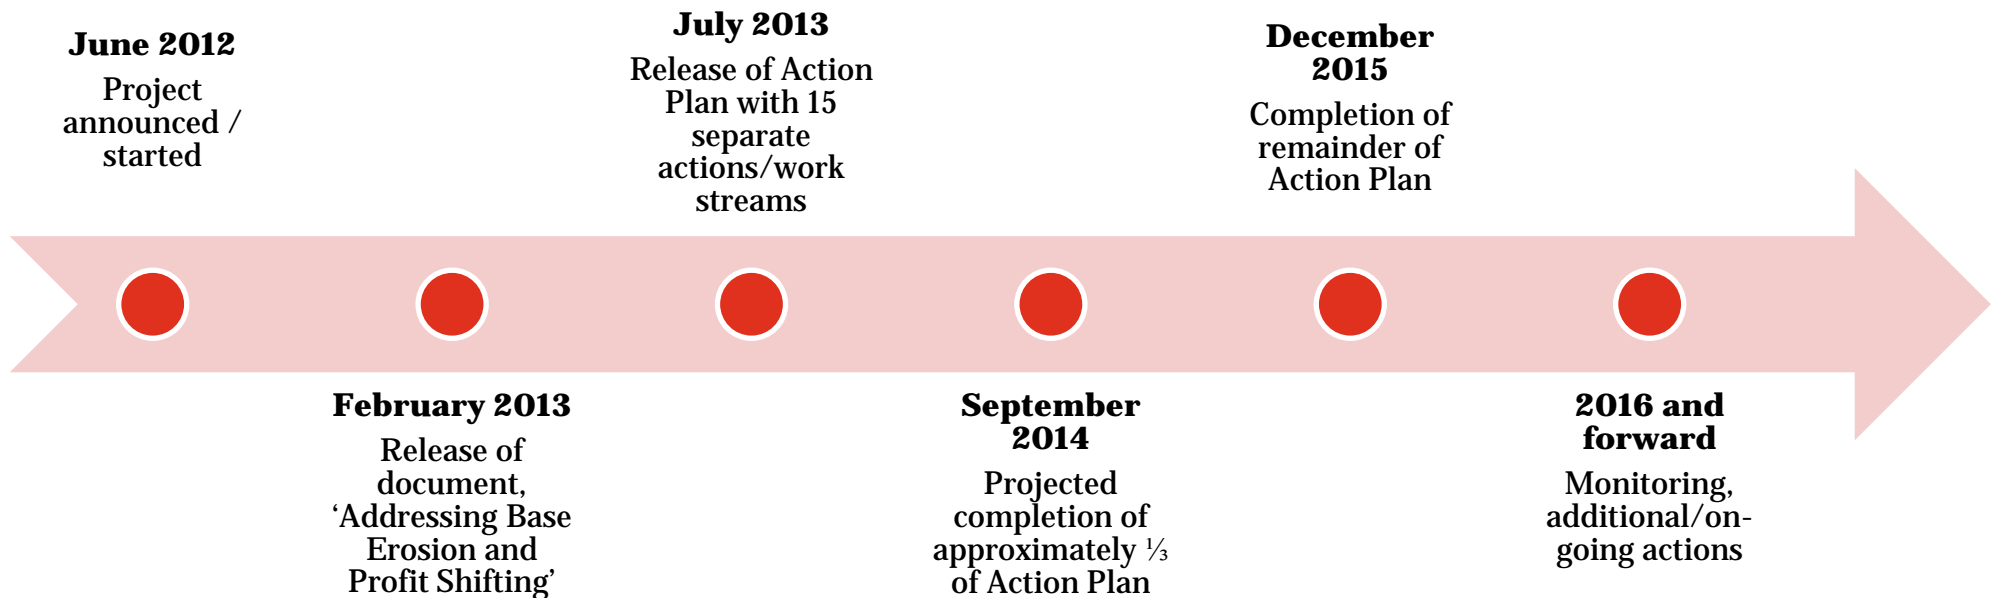 June 2012
Project
announced /
started
February 2013
Release of
document,
‘Addressing Base
Erosion and
Profit Shifting’
July 2013
Release of Action
Plan with 15
separate
actions/work
streams
September
2014
Projected
completion of
approximately ⅓
of Action Plan
December
2015
Completion of
remainder of
Action Plan
2016 and
forward
Monitoring,
additional/on-
going actions